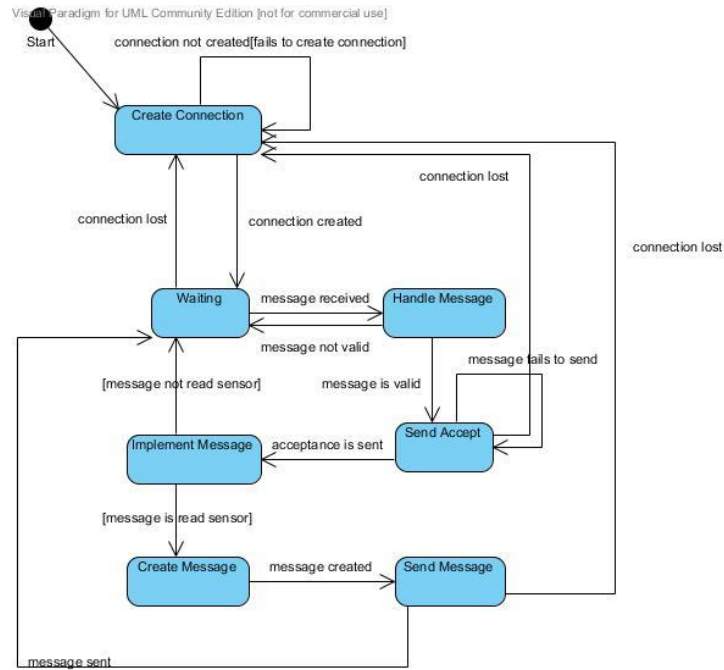 Visual Paradigm for UML Community Edition [not for commercial use]
Start
connection not created[fails to create connection]
Create Connection
connection lost
connection lost
connection created
connection lost
Waiting
message received
Handle Message
message not valid
message fails to send
[message not read sensor]
message is valid
Send Accept
Implement Message
acceptance is sent
[message is read sensor]
Create Message
message created
Send Message
message sent